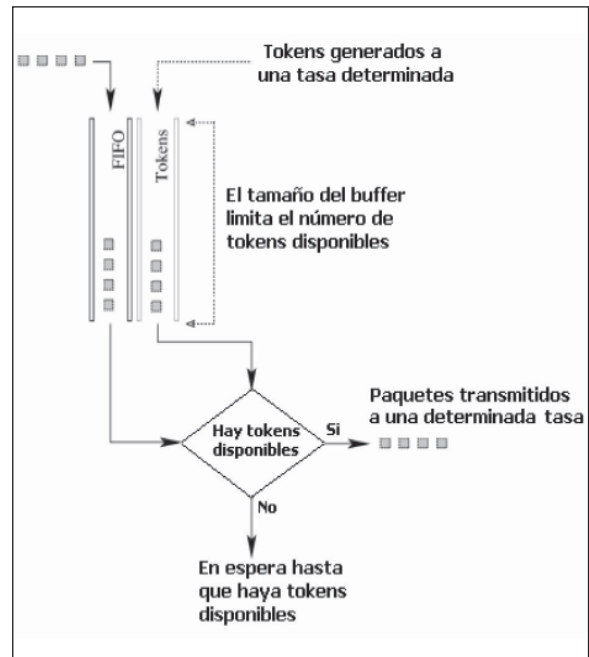 Tokens generados a
una tasa determinada
FIFO
Tokens
El tamaño del buffer
limita el número de
tokens disponibles
Paquetes transmitidos
a una determinada tasa
Hay tokens
disponibles
Si
No
En espera hasta
que haya tokens
disponibles